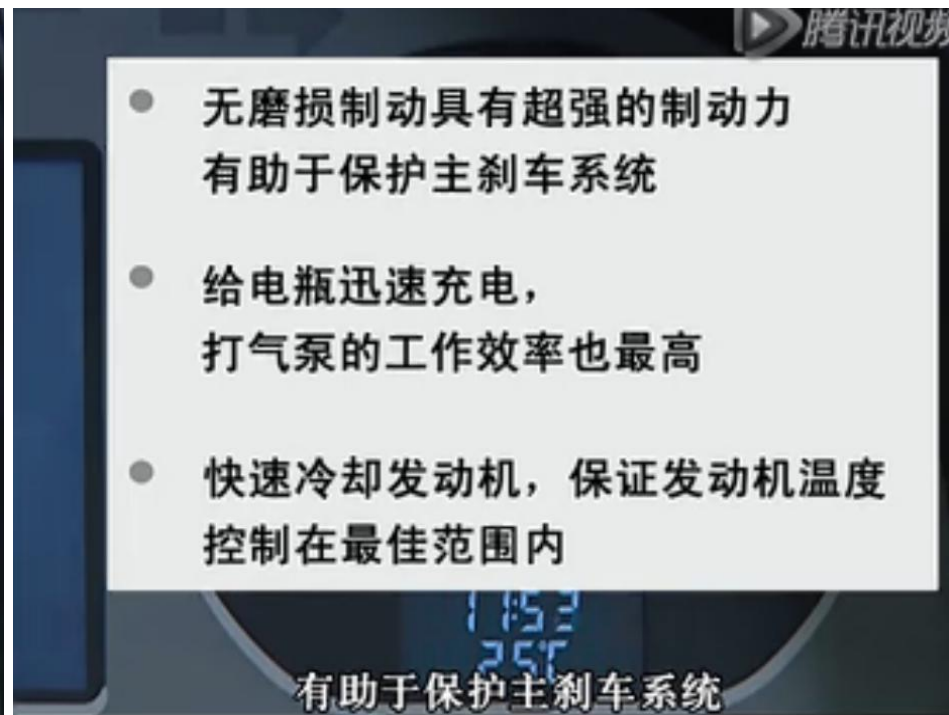 腾讯视频
无磨损制动具有超强的制动力
有助于保护主刹车系统
给电瓶迅速充电，
打气泵的工作效率也最高
快速冷却发动机，保证发动机温度
控制在最佳范围内
11:53
25℃
有助于保护主刹车系统